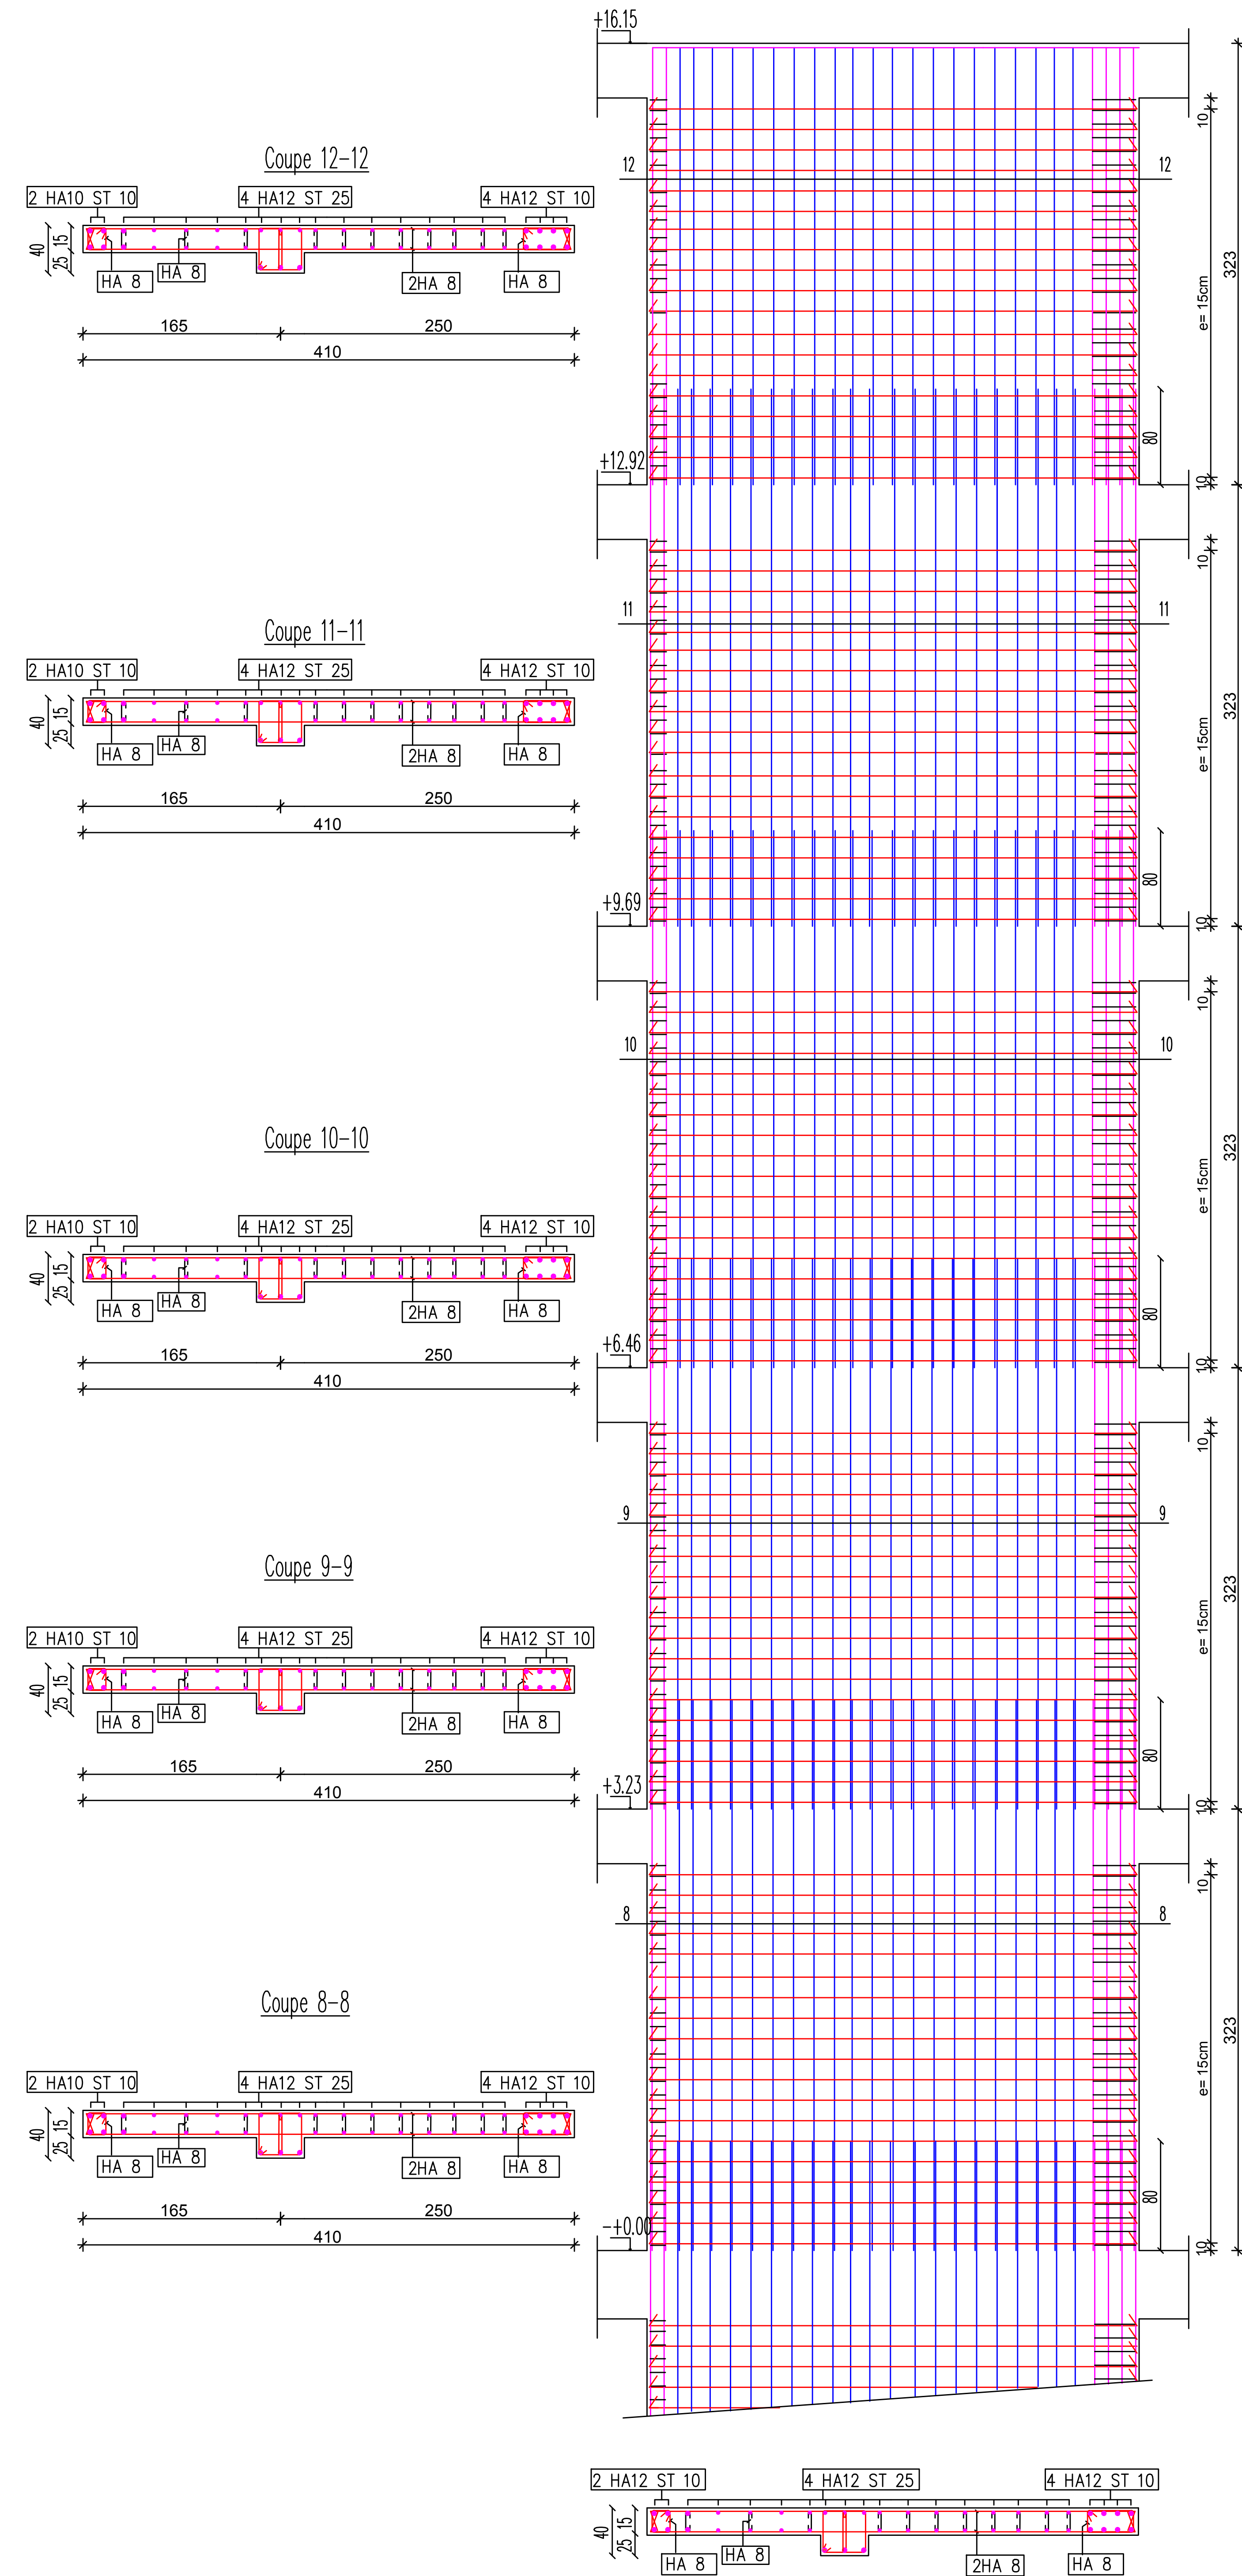 +16.15
Coupe 12-12
2 HA10 ST 10
4 HA12 ST 25
4 HA12 ST 10
40
25 15
HA 8
HA 8
2HA 8
HA 8
165
250
410
12
12
10
e= 15cm
323
80
10
+12.92
Coupe 11-11
2 HA10 ST 10
4 HA12 ST 25
4 HA12 ST 10
40
25 15
HA 8
HA 8
2HA 8
HA 8
165
250
410
11
11
10
e= 15cm
323
80
10
+9.69
Coupe 10-10
2 HA10 ST 10
4 HA12 ST 25
4 HA12 ST 10
40
25 15
HA 8
HA 8
2HA 8
HA 8
165
250
410
10
10
10
e= 15cm
323
80
10
+6.46
Coupe 9-9
2 HA10 ST 10
4 HA12 ST 25
4 HA12 ST 10
40
25 15
HA 8
HA 8
2HA 8
HA 8
165
250
410
9
9
10
e= 15cm
323
80
10
+3.23
Coupe 8-8
2 HA10 ST 10
4 HA12 ST 25
4 HA12 ST 10
40
25 15
HA 8
HA 8
2HA 8
HA 8
165
250
410
8
8
10
e= 15cm
323
80
10
-+0.00
2 HA12 ST 10
4 HA12 ST 25
4 HA12 ST 10
40
25 15
HA 8
HA 8
2HA 8
HA 8